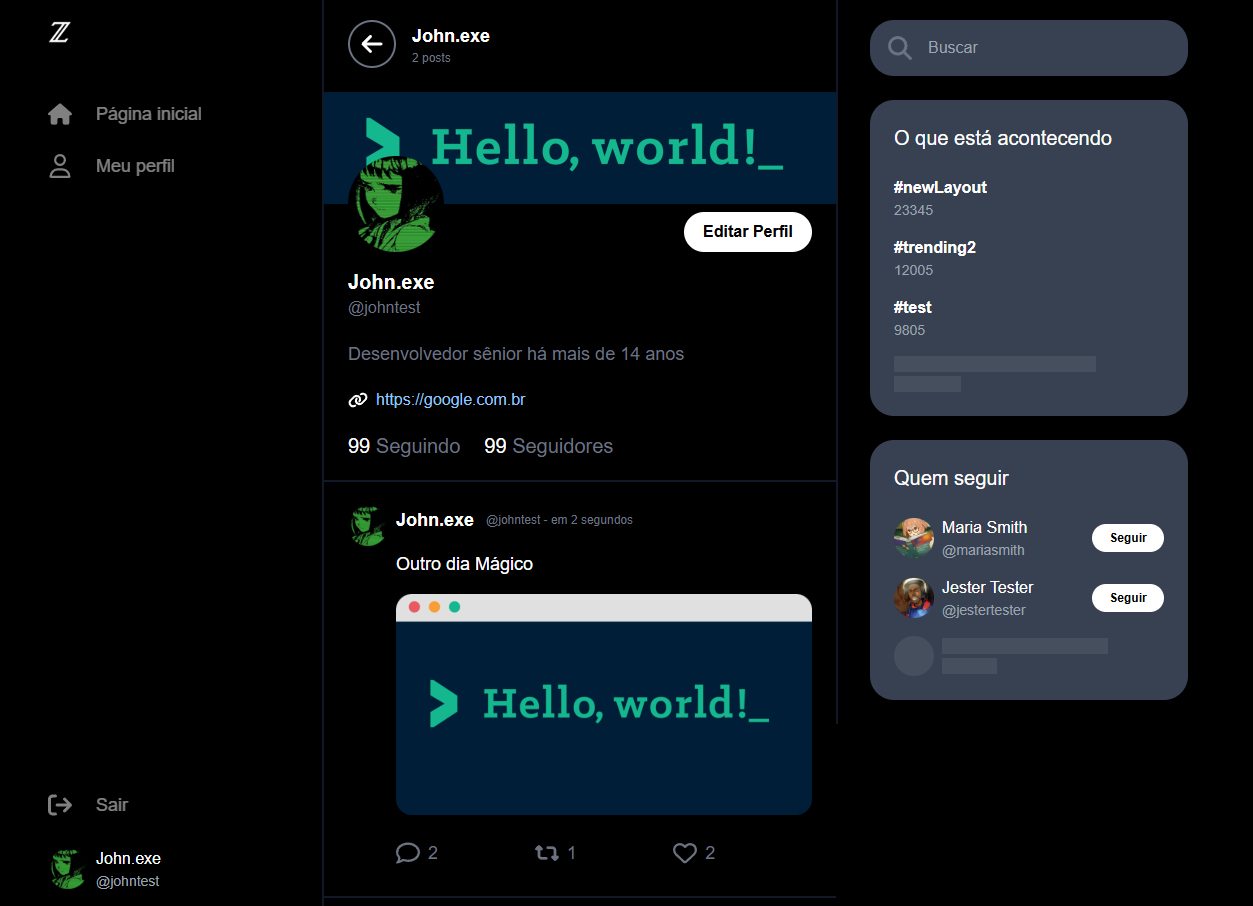 ℤ
Página inicial
Meu perfil
Sair
John.exe
@johntest
John.exe
2 posts
Hello, world!_
Editar Perfil
John.exe
@johntest
Desenvolvedor sênior há mais de 14 anos
https://google.com.br
99 Seguindo 99 Seguidores
John.exe @johntest - em 2 segundos
Outro dia Mágico
> Hello, world!_
2 1 2
Buscar
O que está acontecendo
#newLayout
23345
#trending2
12005
#test
9805
Quem seguir
Maria Smith
@mariasmith
Seguir
Jester Tester
@jestertester
Seguir